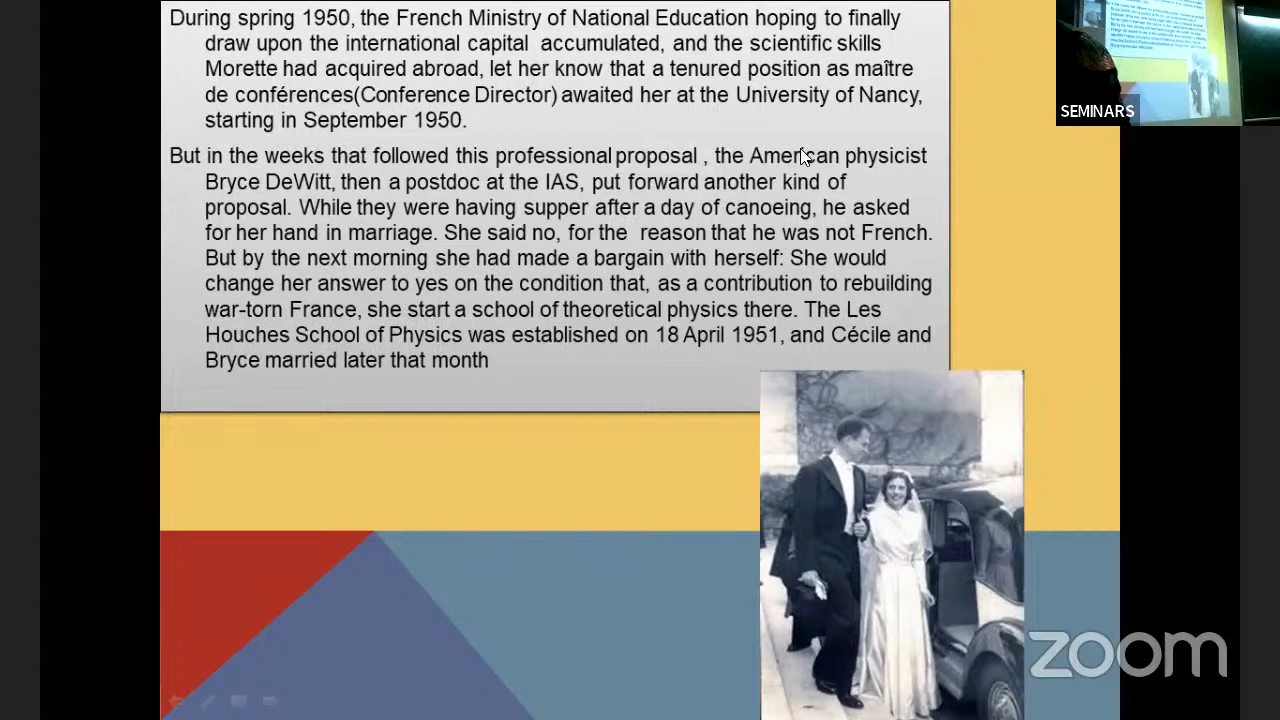 During spring 1950, the French Ministry of National Education hoping to finally
draw upon the international capital accumulated, and the scientific skills
Morette had acquired abroad, let her know that a tenured position as maître
de conférences(Conference Director) awaited her at the University of Nancy,
starting in September 1950.
But in the weeks that followed this professional proposal , the American physicist
Bryce DeWitt, then a postdoc at the IAS, put forward another kind of
proposal. While they were having supper after a day of canoeing, he asked
for her hand in marriage. She said no, for the reason that he was not French.
But by the next morning she had made a bargain with herself: She would
change her answer to yes on the condition that, as a contribution to rebuilding
war-torn France, she start a school of theoretical physics there. The Les
Houches School of Physics was established on 18 April 1951, and Cécile and
Bryce married later that month
SEMINARS
zoom